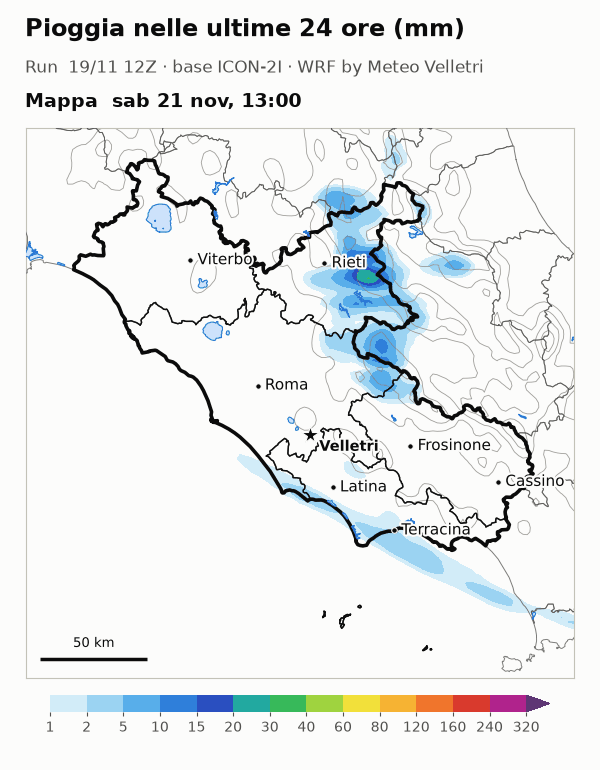 Pioggia nelle ultime 24 ore (mm)
Run  19/11 12Z · base ICON-2I · WRF by Meteo Velletri
Mappa  sab 21 nov, 13:00
Viterbo
Rieti
Roma
Velletri
Frosinone
Latina
Cassino
Terracina
50 km
1 2 5 10 15 20 30 40 60 80 120 160 240 320